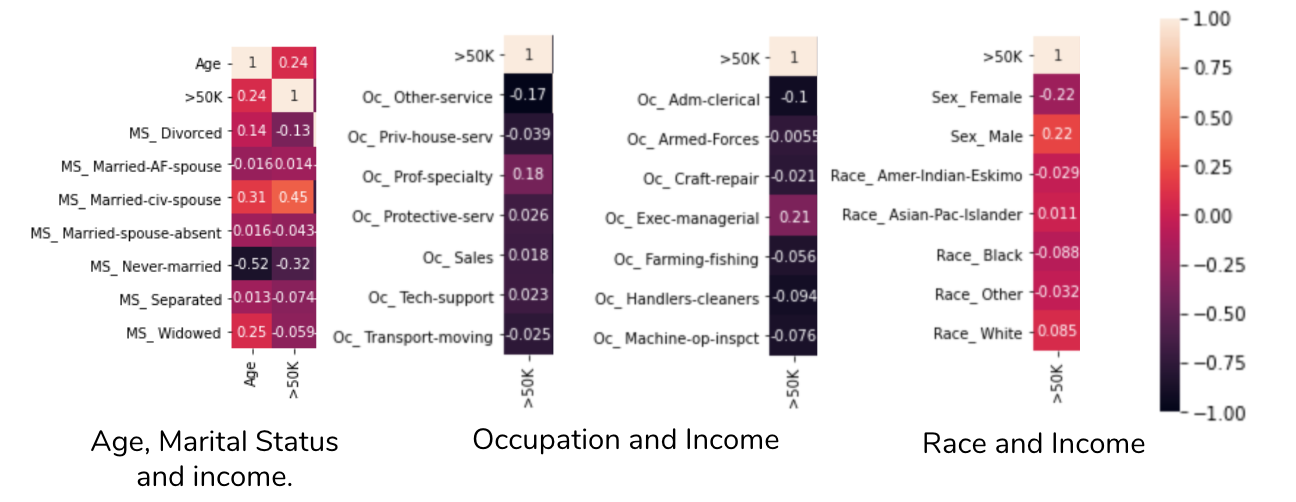 Age 1 0.24
>50K 0.24 1
MS_ Divorced 0.14 -0.13
MS_ Married-AF-spouse -0.016 0.014
MS_ Married-civ-spouse 0.31 0.45
MS_ Married-spouse-absent 0.016 -0.043
MS_ Never-married -0.52 -0.32
MS_ Separated 0.013 -0.074
MS_ Widowed 0.25 -0.059
Age >50K
Age, Marital Status
and income.
>50K 1
Oc_ Other-service -0.17
Oc_ Priv-house-serv -0.039
Oc_ Prof-specialty 0.18
Oc_ Protective-serv 0.026
Oc_ Sales 0.018
Oc_ Tech-support 0.023
Oc_ Transport-moving -0.025
>50K
>50K 1
Oc_ Adm-clerical -0.1
Oc_ Armed-Forces -0.0055
Oc_ Craft-repair -0.021
Oc_ Exec-managerial 0.21
Oc_ Farming-fishing -0.056
Oc_ Handlers-cleaners -0.094
Oc_ Machine-op-inspct -0.076
>50K
Occupation and Income
>50K 1
Sex_ Female -0.22
Sex_ Male 0.22
Race_ Amer-Indian-Eskimo -0.029
Race_ Asian-Pac-Islander 0.011
Race_ Black -0.088
Race_ Other -0.032
Race_ White 0.085
>50K
Race and Income
1.00
0.75
0.50
0.25
0.00
−0.25
−0.50
−0.75
−1.00